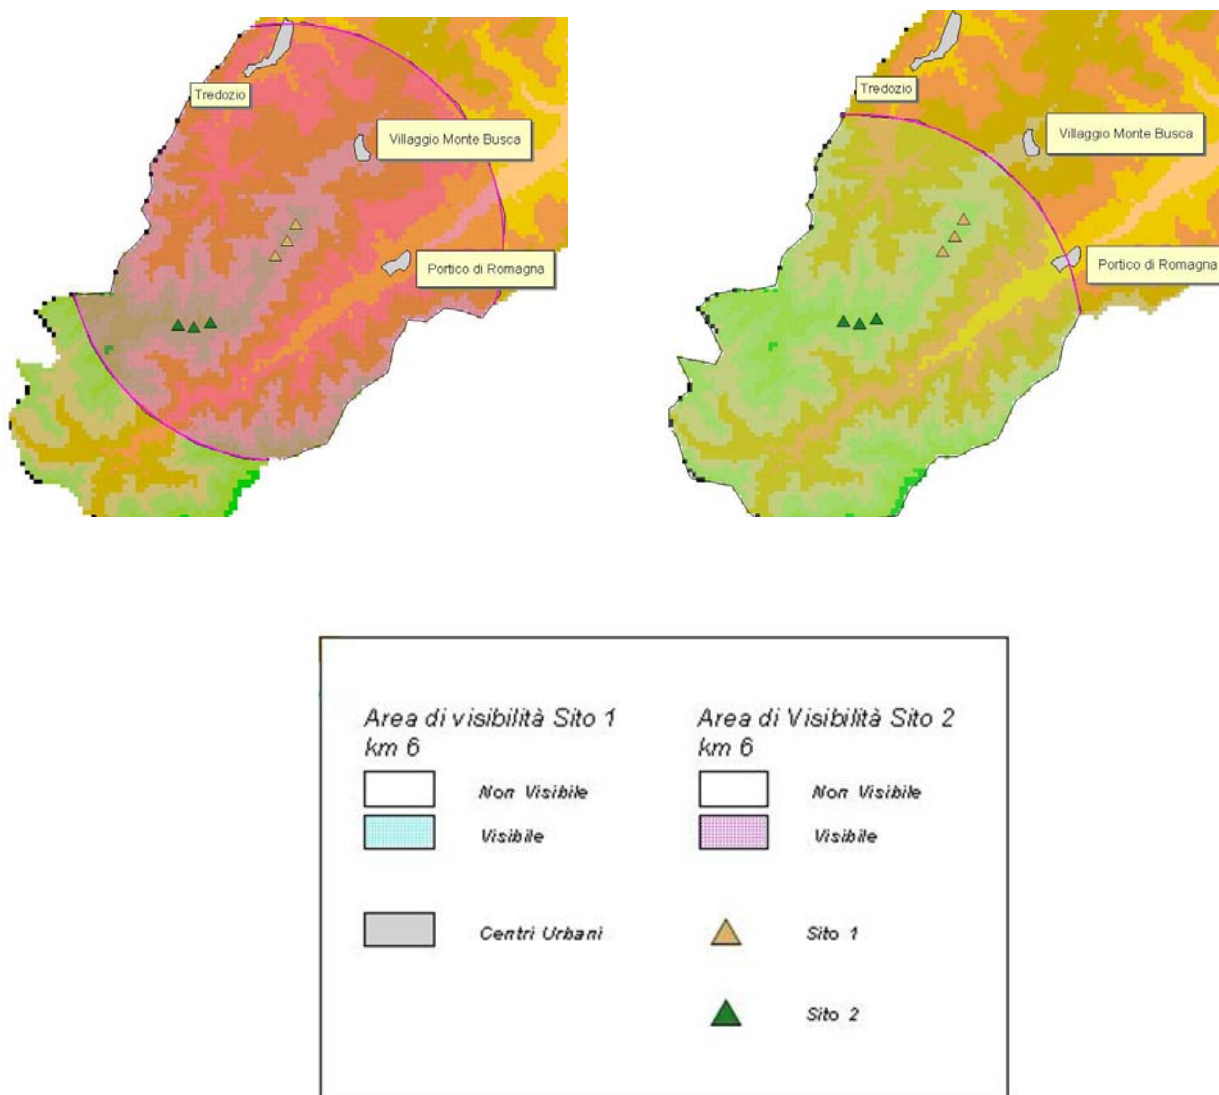 Tredozio
Villaggio Monte Busca
Portico di Romagna
Tredozio
Villaggio Monte Busca
Portico di Romagna
Area di visibilità Sito 1
km 6
Non Visibile
Visibile
Centri Urbani
Area di Visibilità Sito 2
km 6
Non Visibile
Visibile
Sito 1
Sito 2